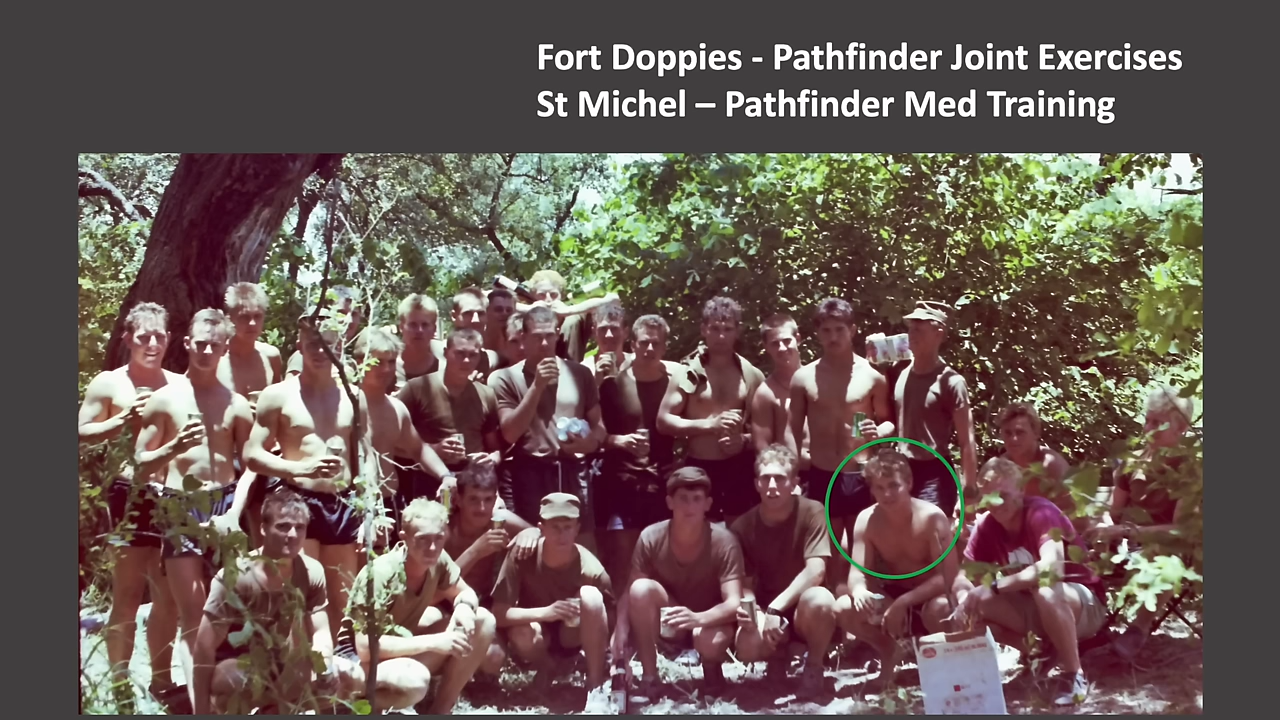 Fort Doppies - Pathfinder Joint Exercises
St Michel – Pathfinder Med Training